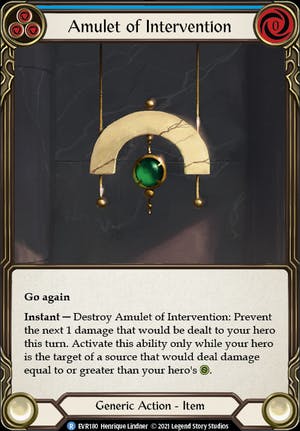 Amulet of Intervention
0
Go again
Instant — Destroy Amulet of Intervention: Prevent
the next 1 damage that would be dealt to your hero
this turn. Activate this ability only while your hero
is the target of a source that would deal damage
equal to or greater than your hero's
Generic Action - Item
R EVR180 Henrique Lindner © 2021 Legend Story Studios